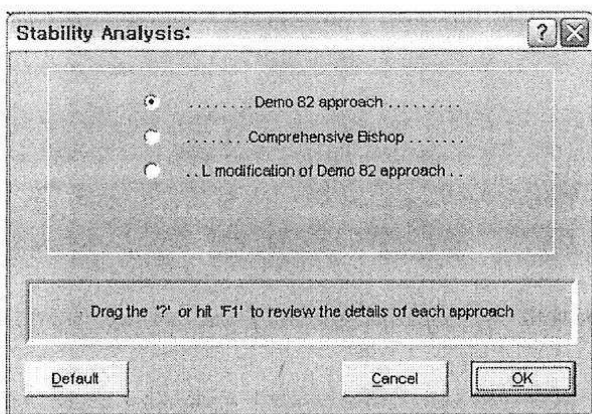 Stability Analysis:
? X
. . . . . . . . Demo 82 approach . . . . . . . . .
. . . . . . . . Comprehensive Bishop . . . . . . .
. . L modification of Demo 82 approach . .
Drag the '?' or hit 'F1' to review the details of each approach
Default Cancel OK